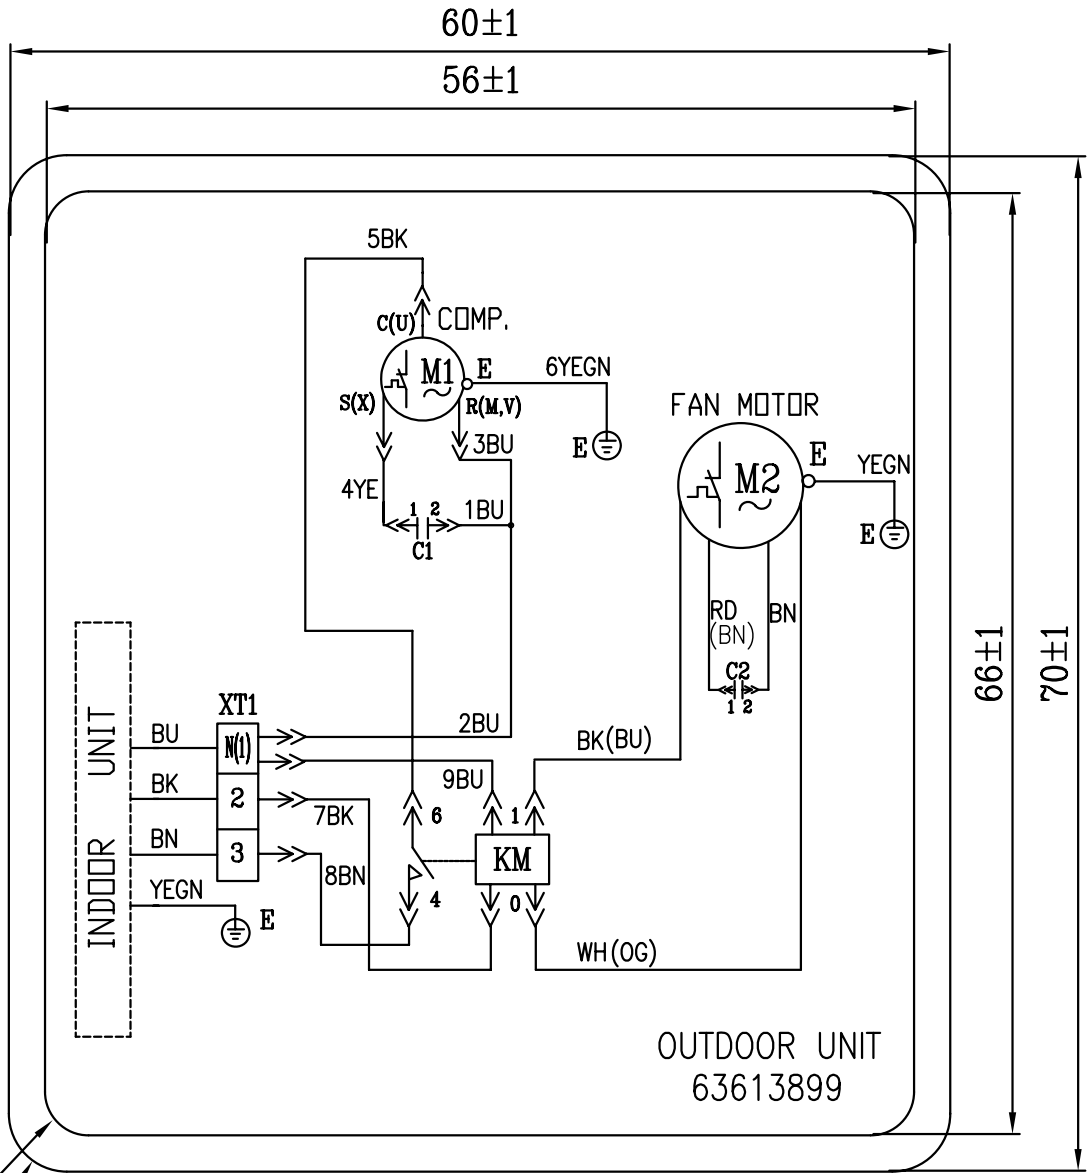 60±1
56±1
5BK
C(U) COMP.
M1
E
6YEGN
S(X)
R(M,V)
E
3BU
4YE
1 2
1BU
C1
FAN MOTOR
M2
E
YEGN
E
RD
(BN)
BN
C2
1 2
66±1
70±1
XT1
INDOOR UNIT
BU
N(1)
2BU
BK(BU)
BK
2
7BK
9BU
6
1
BN
3
8BN
KM
YEGN
E
4
0
WH(OG)
OUTDOOR UNIT
63613899